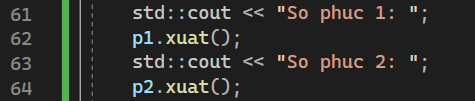 61 std::cout << "So phuc 1: ";
62 p1.xuat();
63 std::cout << "So phuc 2: ";
64 p2.xuat();